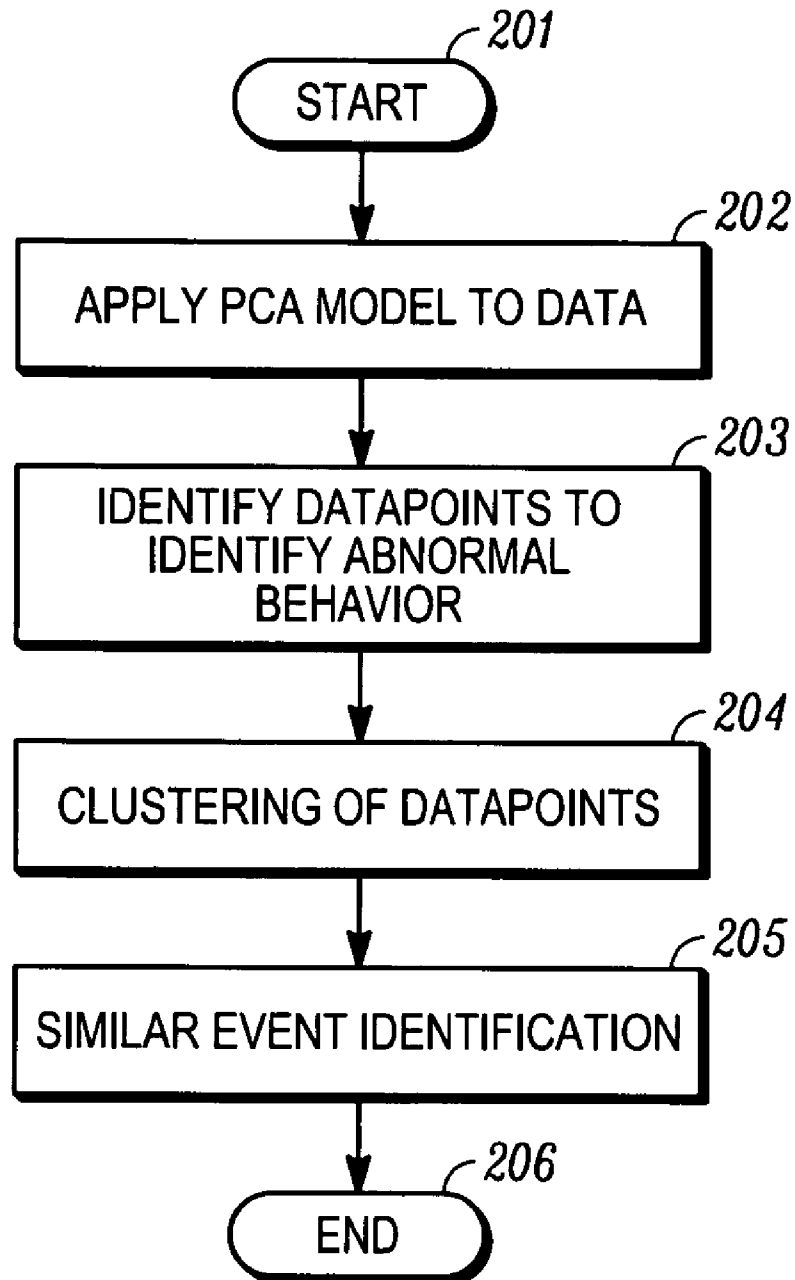 201
START
202
APPLY PCA MODEL TO DATA
203
IDENTIFY DATAPOINTS TO
IDENTIFY ABNORMAL
BEHAVIOR
204
CLUSTERING OF DATAPOINTS
205
SIMILAR EVENT IDENTIFICATION
206
END